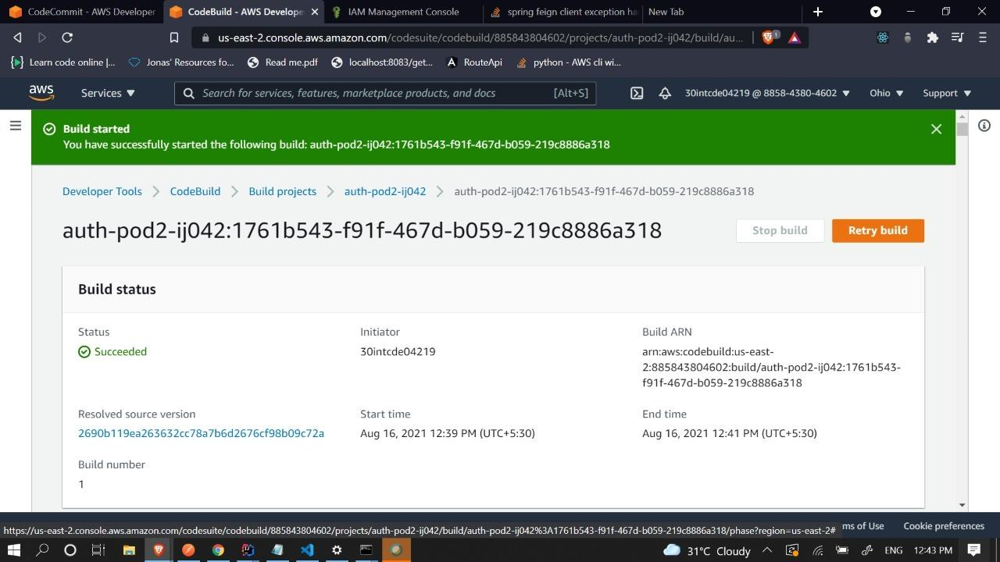 CodeCommit - AWS Developer
CodeBuild - AWS Develope
IAM Management Console
spring feign client exception ha
New Tab
us-east-2.console.aws.amazon.com/codesuite/codebuild/885843804602/projects/auth-pod2-ij042/build/au...
1
Learn code online |...
Jonas' Resources fo...
Read me.pdf
localhost:8083/get...
RouteApi
python - AWS cli wi...
aws
Services
Search for services, features, marketplace products, and docs
[Alt+S]
30intcde04219 @ 8858-4380-4602
Ohio
Support
Build started
You have successfully started the following build: auth-pod2-ij042:1761b543-f91f-467d-b059-219c8886a318
Developer Tools
CodeBuild
Build projects
auth-pod2-ij042
auth-pod2-ij042:1761b543-f91f-467d-b059-219c8886a318
auth-pod2-ij042:1761b543-f91f-467d-b059-219c8886a318
Stop build
Retry build
Build status
Status
Succeeded
Initiator
30intcde04219
Build ARN
arn:aws:codebuild:us-east-
2:885843804602:build/auth-pod2-ij042:1761b543-
f91f-467d-b059-219c8886a318
Resolved source version
2690b119ea263632cc78a7b6d2676cf98b09c72a
Start time
Aug 16, 2021 12:39 PM (UTC+5:30)
End time
Aug 16, 2021 12:41 PM (UTC+5:30)
Build number
1
https://us-east-2.console.aws.amazon.com/codesuite/codebuild/885843804602/projects/auth-pod2-ij042/build/auth-pod2-ij042%3A1761b543-f91f-467d-b059-219c8886a318/phase?region=us-east-2#
ms of Use
Cookie preferences
31°C Cloudy
ENG
12:43 PM